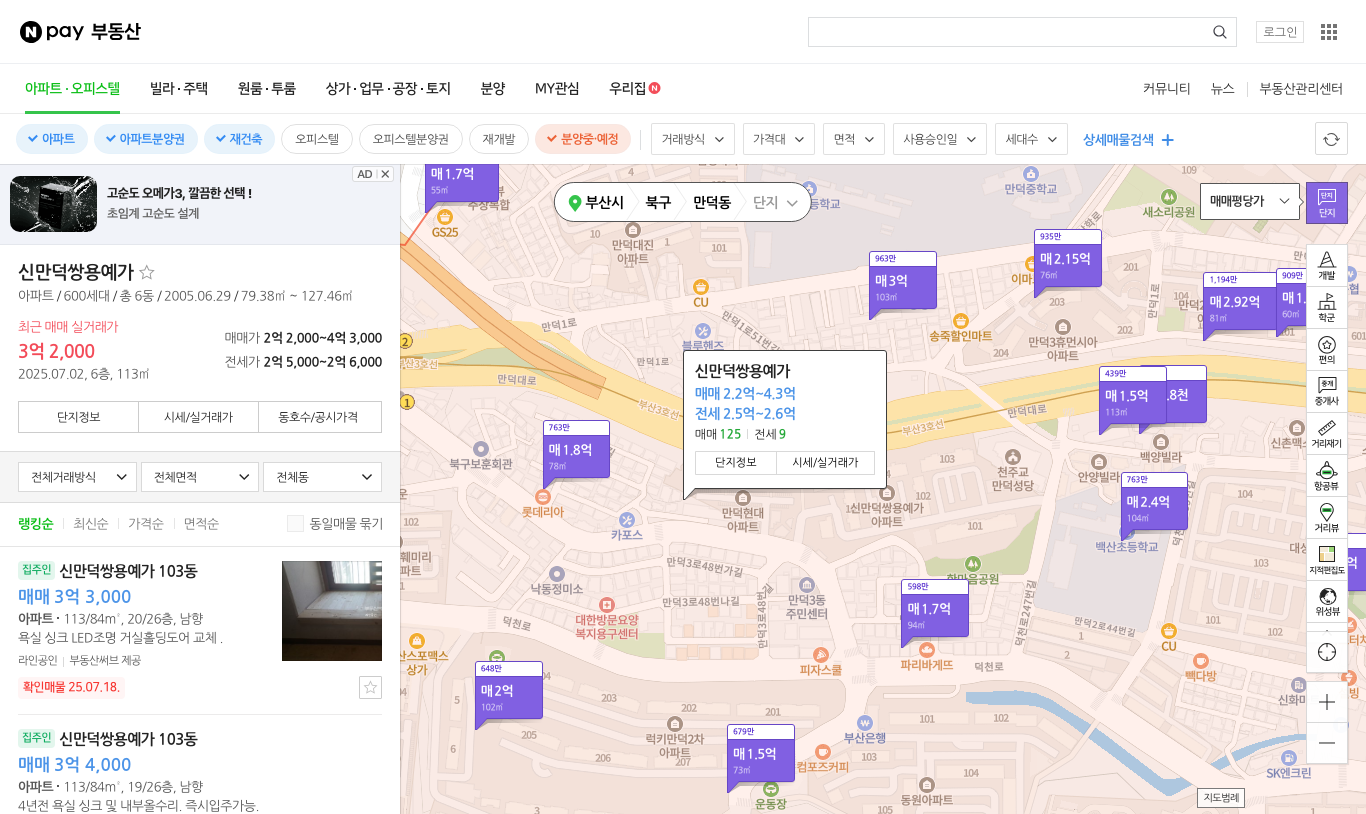 N pay 부동산
로그인
아파트·오피스텔
빌라·주택
원룸·투룸
상가·업무·공장·토지
분양
MY관심
우리집 N
커뮤니티
뉴스
부동산관리센터
아파트
아파트분양권
재건축
오피스텔
오피스텔분양권
재개발
분양중·예정
거래방식
가격대
면적
사용승인일
세대수
상세매물검색
고순도 오메가3, 깔끔한 선택 !
초임계 고순도 설계
AD
신만덕쌍용예가
아파트 / 600세대 / 총 6동 / 2005.06.29 / 79.38㎡ ~ 127.46㎡
최근 매매 실거래가
3억 2,000
2025.07.02, 6층, 113㎡
매매가 2억 2,000~4억 3,000
전세가 2억 5,000~2억 6,000
단지정보
시세/실거래가
동호수/공시가격
전체거래방식
전체면적
전체동
랭킹순
최신순
가격순
면적순
동일매물 묶기
집주인 신만덕쌍용예가 103동
매매 3억 3,000
아파트 · 113/84㎡, 20/26층, 남향
욕실 싱크 LED조명 거실홀딩도어 교체 .
라인공인
부동산써브 제공
확인매물 25.07.18.
집주인 신만덕쌍용예가 103동
매매 3억 4,000
아파트 · 113/84㎡, 19/26층, 남향
4년전 욕실 싱크 및 내부올수리. 즉시입주가능.
부산시
북구
만덕동
단지
매매평당가
단지
매1.7억
55㎡
GS25
만덕대진
아파트
101
만덕중학교
새소리공원
CU
963만
매3억
103㎡
935만
매2.15억
76㎡
1,194만
매2.92억
81㎡
909만
60㎡
송죽할인마트
만덕3휴먼시아
아파트
블루핸즈
만덕1로
만덕1로51번길
만덕대로
부산3호선
신만덕쌍용예가
매매 2.2억~4.3억
전세 2.5억~2.6억
매매 125
전세 9
단지정보
시세/실거래가
439만
매1.5억
113㎡
763만
매1.8억
78㎡
북구보훈회관
롯데리아
카포스
만덕현대
아파트
신만덕쌍용예가
아파트
천주교
만덕성당
안양빌라
백양빌라
763만
매2.4억
104㎡
백산초등학교
낙동정미소
대한방문요양
복지용구센터
만덕3로48번가길
만덕3로48번나길
만덕3동
주민센터
598만
매1.7억
94㎡
피자스쿨
파리바게뜨
덕천로
만덕2로44번길
CU
떡다방
648만
매2억
102㎡
럭키만덕2차
아파트
679만
매1.5억
73㎡
컴포즈커피
부산은행
운동장
동원아파트
SK엔크린
개발
학군
편의
중개사
거리재기
항공뷰
거리뷰
지적편집도
위성뷰
지도범례